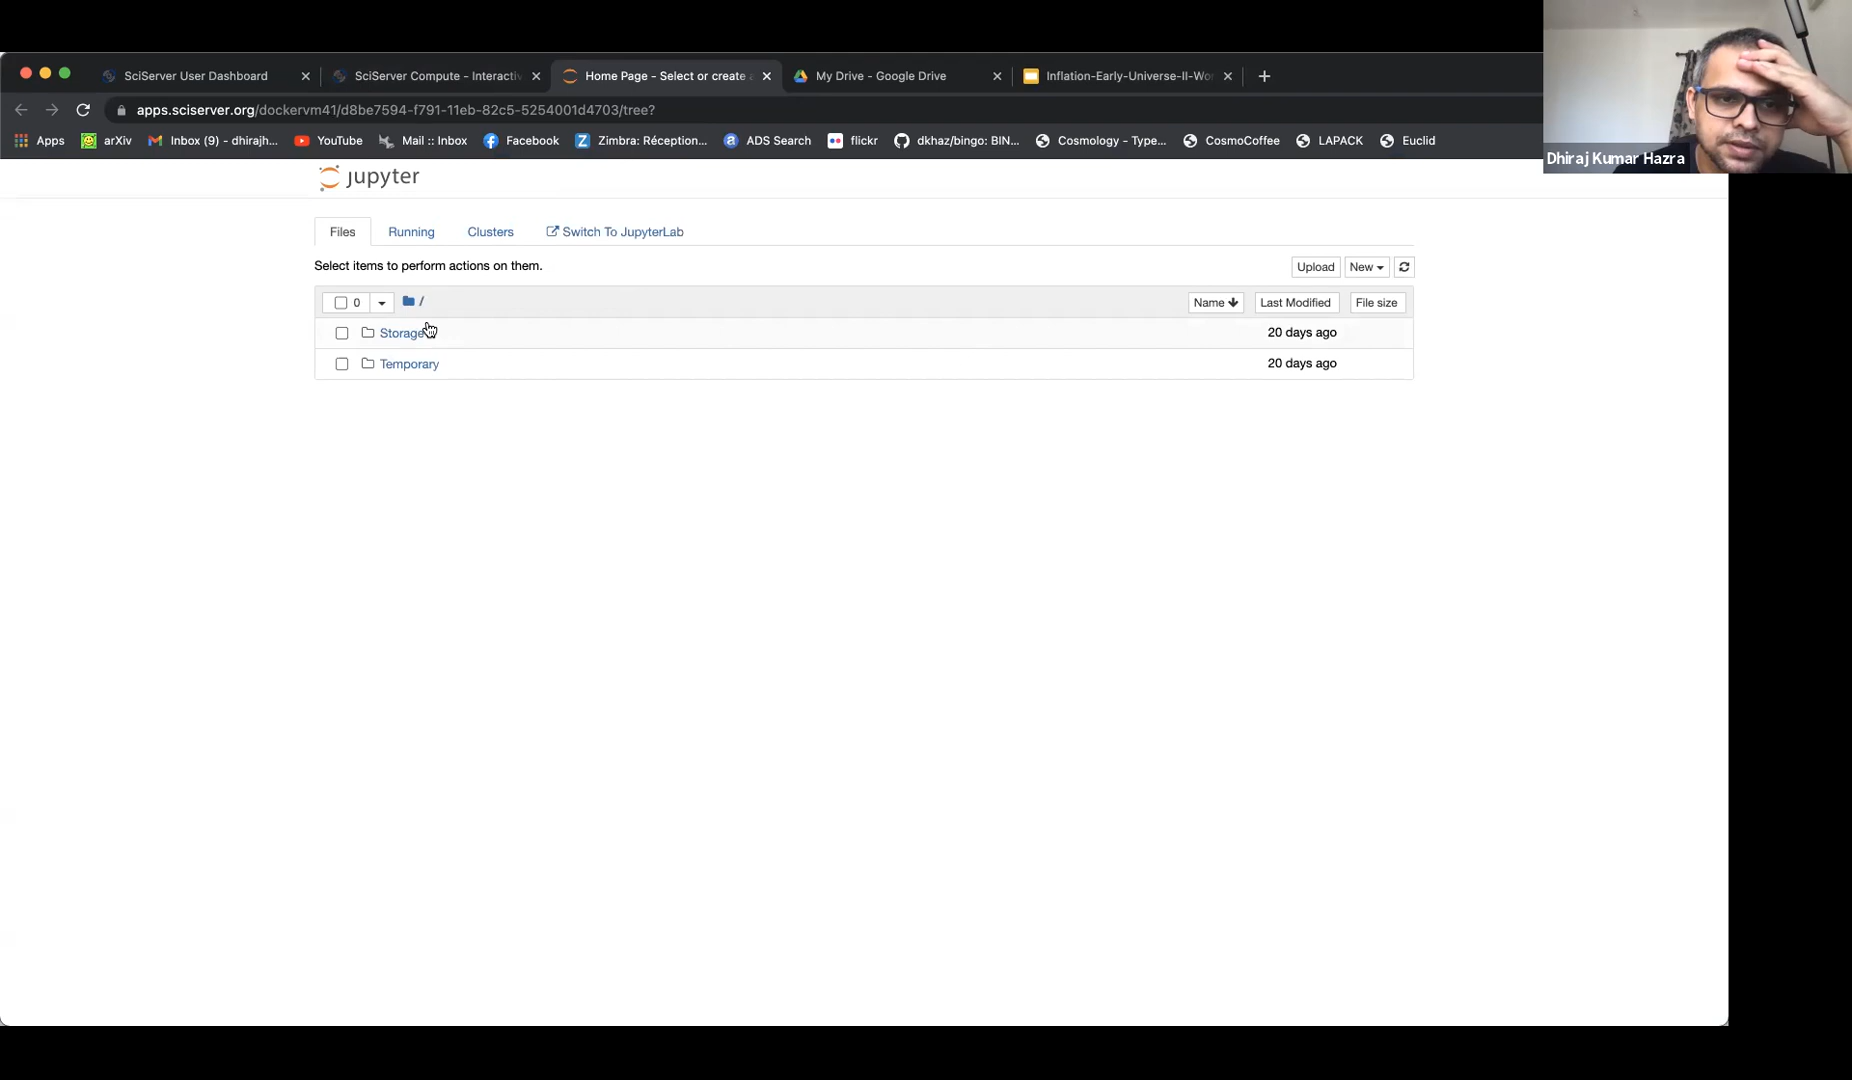 SciServer User Dashboard
SciServer Compute - Interactiv
Home Page - Select or create a
My Drive - Google Drive
Inflation-Early-Universe-II-Wor
apps.sciserver.org/dockervm41/d8be7594-f791-11eb-82c5-5254001d4703/tree?
Apps arXiv Inbox (9) - dhirajh... YouTube Mail :: Inbox Facebook Zimbra: Réception... ADS Search flickr dkhaz/bingo: BIN... Cosmology - Type... CosmoCoffee LAPACK Euclid
Dhiraj Kumar Hazra
jupyter
Files Running Clusters Switch To JupyterLab
Select items to perform actions on them.
Upload New
0 / Name Last Modified File size
Storage 20 days ago
Temporary 20 days ago